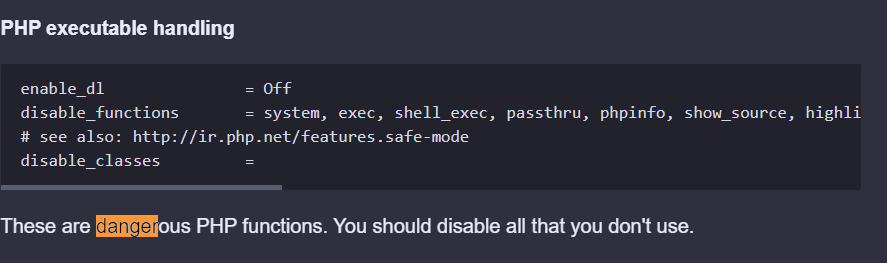 PHP executable handling
enable_dl = Off
disable_functions = system, exec, shell_exec, passthru, phpinfo, show_source, highli
# see also: http://ir.php.net/features.safe-mode
disable_classes =
These are dangerous PHP functions. You should disable all that you don't use.